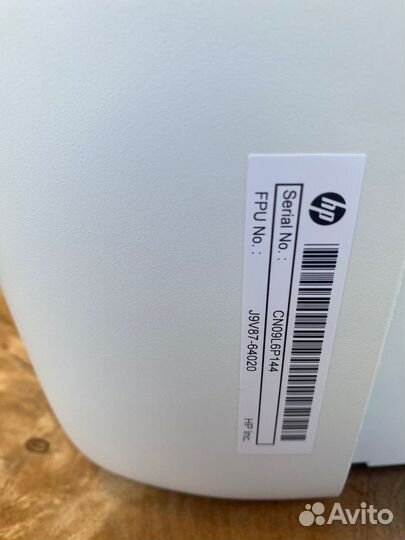 hp
Serial No. :
CN09L6P144
FPU No. : J9V87-64020
HP Inc
Avito